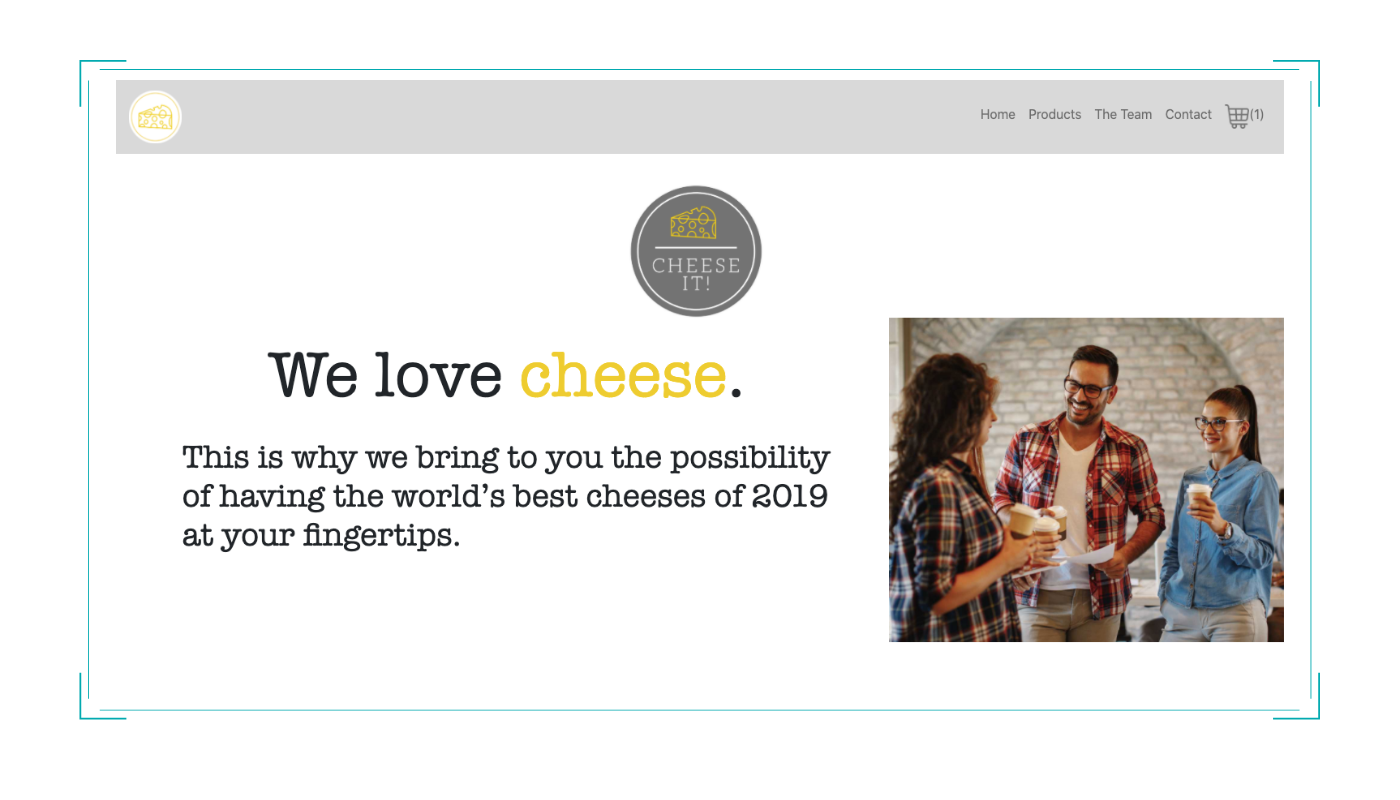 Home Products The Team Contact (1)
CHEESE
IT!
We love cheese.
This is why we bring to you the possibility
of having the world’s best cheeses of 2019
at your fingertips.